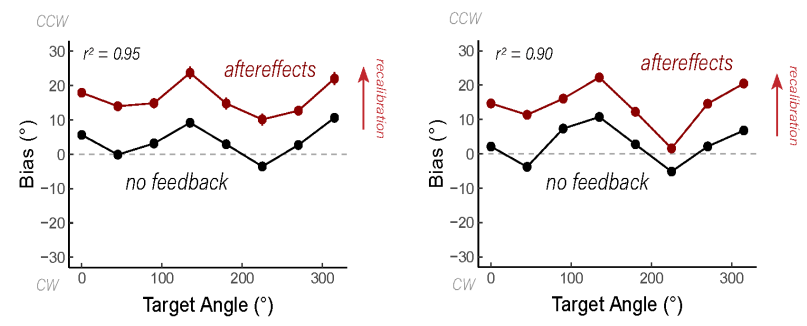 CCW
30
20
10
0
−10
−20
−30
CW
Bias (°)
r² = 0.95
aftereffects
no feedback
recalibration
0
100
200
300
Target Angle (°)
CCW
30
20
10
0
−10
−20
−30
CW
Bias (°)
r² = 0.90
aftereffects
no feedback
recalibration
0
100
200
300
Target Angle (°)